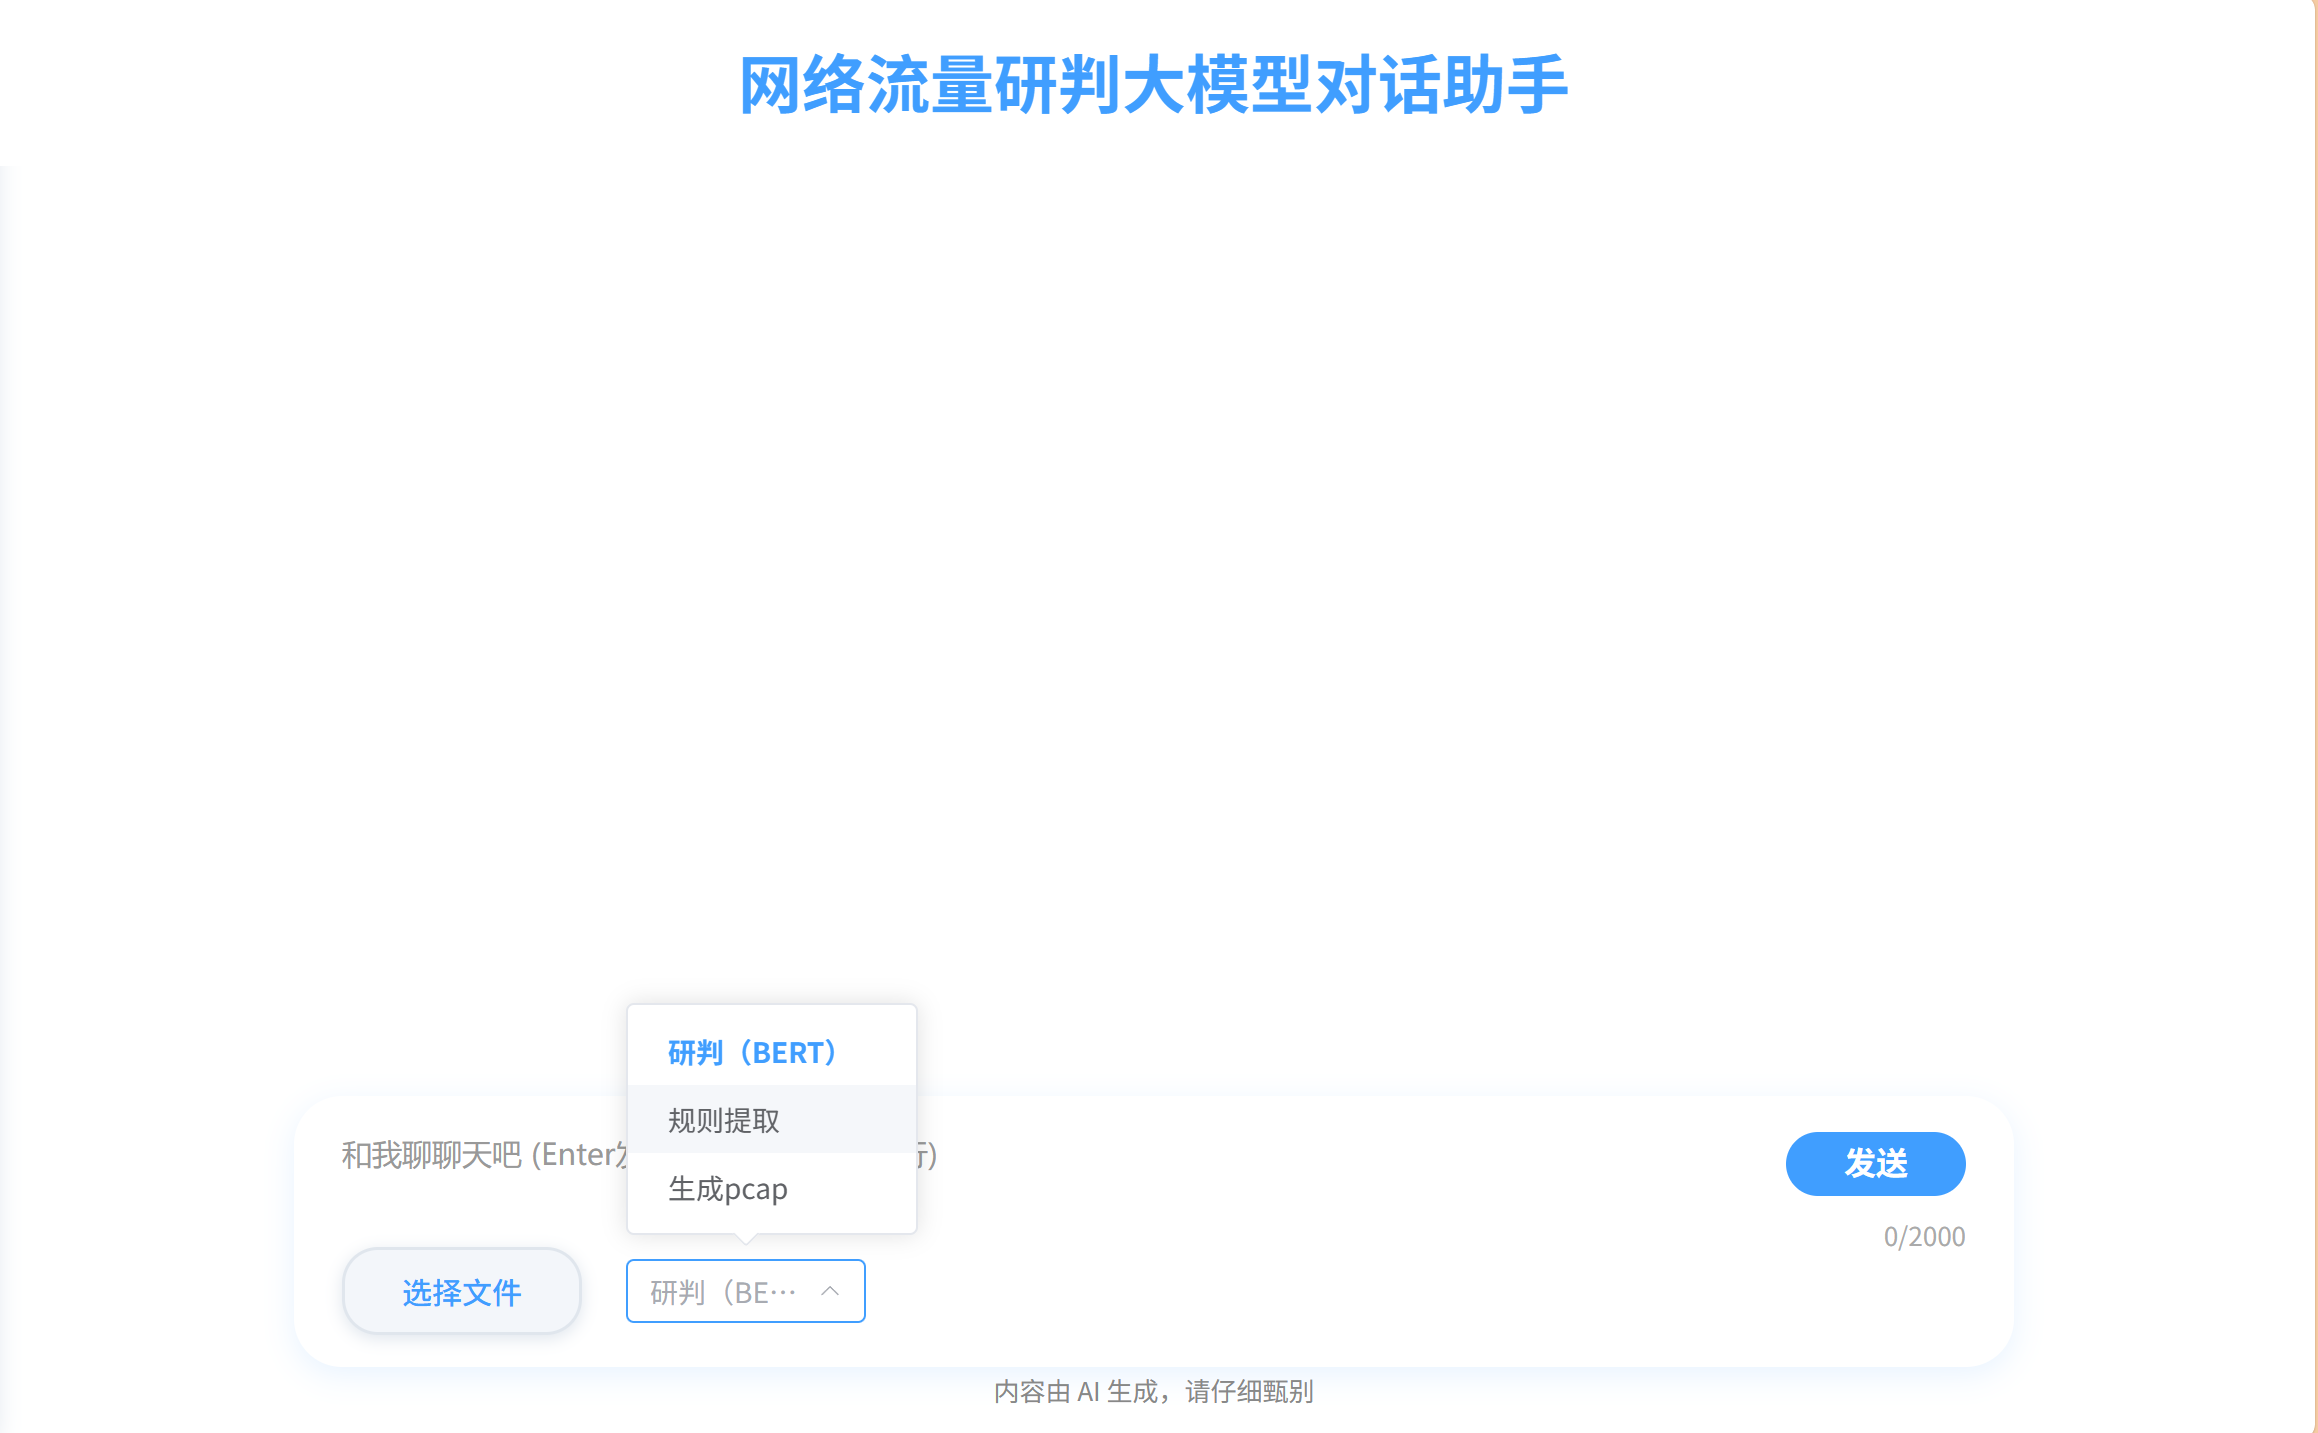 网络流量研判大模型对话助手
研判（BERT）
规则提取
生成pcap
和我聊聊天吧 (Enter )
发送
0/2000
选择文件
研判（BE…
内容由 AI 生成，请仔细甄别